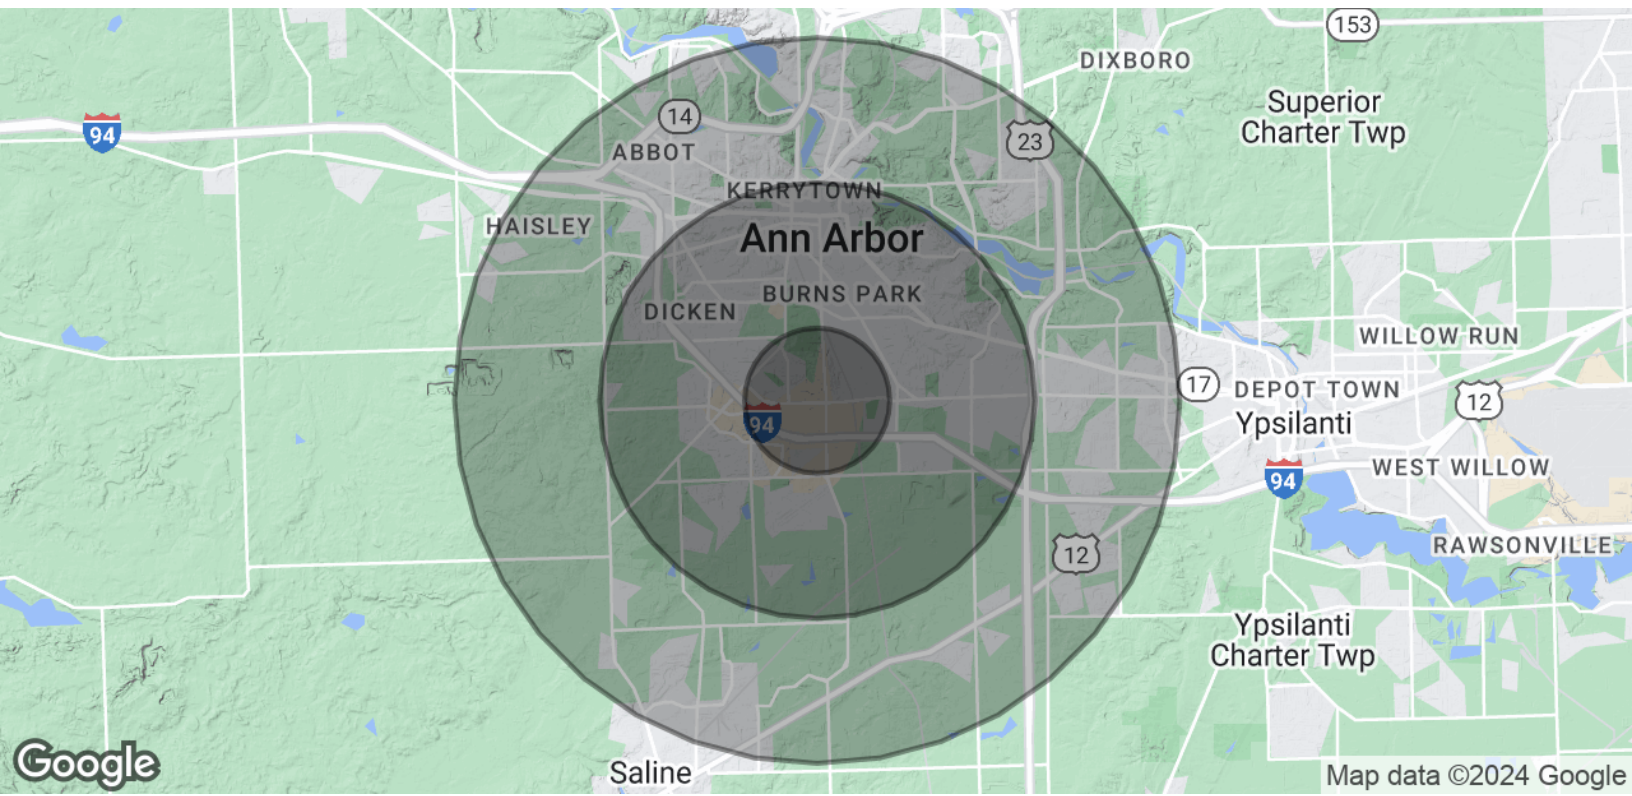 153
DIXBORO
Superior
Charter Twp
94
14
23
ABBOT
KERRYTOWN
HAISLEY
Ann Arbor
BURNS PARK
DICKEN
WILLOW RUN
17
DEPOT TOWN
12
Ypsilanti
94
WEST WILLOW
94
RAWSONVILLE
12
Ypsilanti
Charter Twp
Saline
Google
Map data ©2024 Google